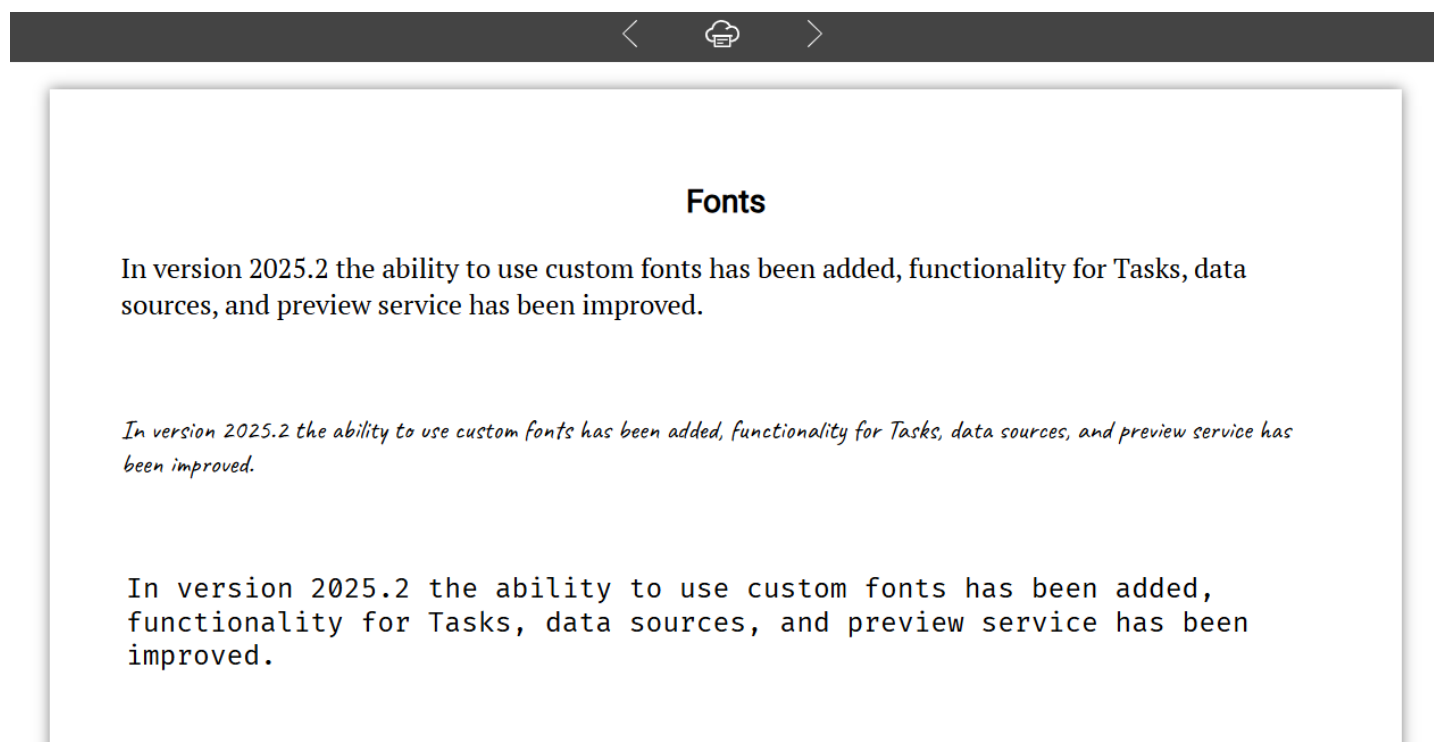 Fonts
In version 2025.2 the ability to use custom fonts has been added, functionality for Tasks, data
sources, and preview service has been improved.
In version 2025.2 the ability to use custom fonts has been added, functionality for Tasks, data sources, and preview service has
been improved.
In version 2025.2 the ability to use custom fonts has been added,
functionality for Tasks, data sources, and preview service has been
improved.